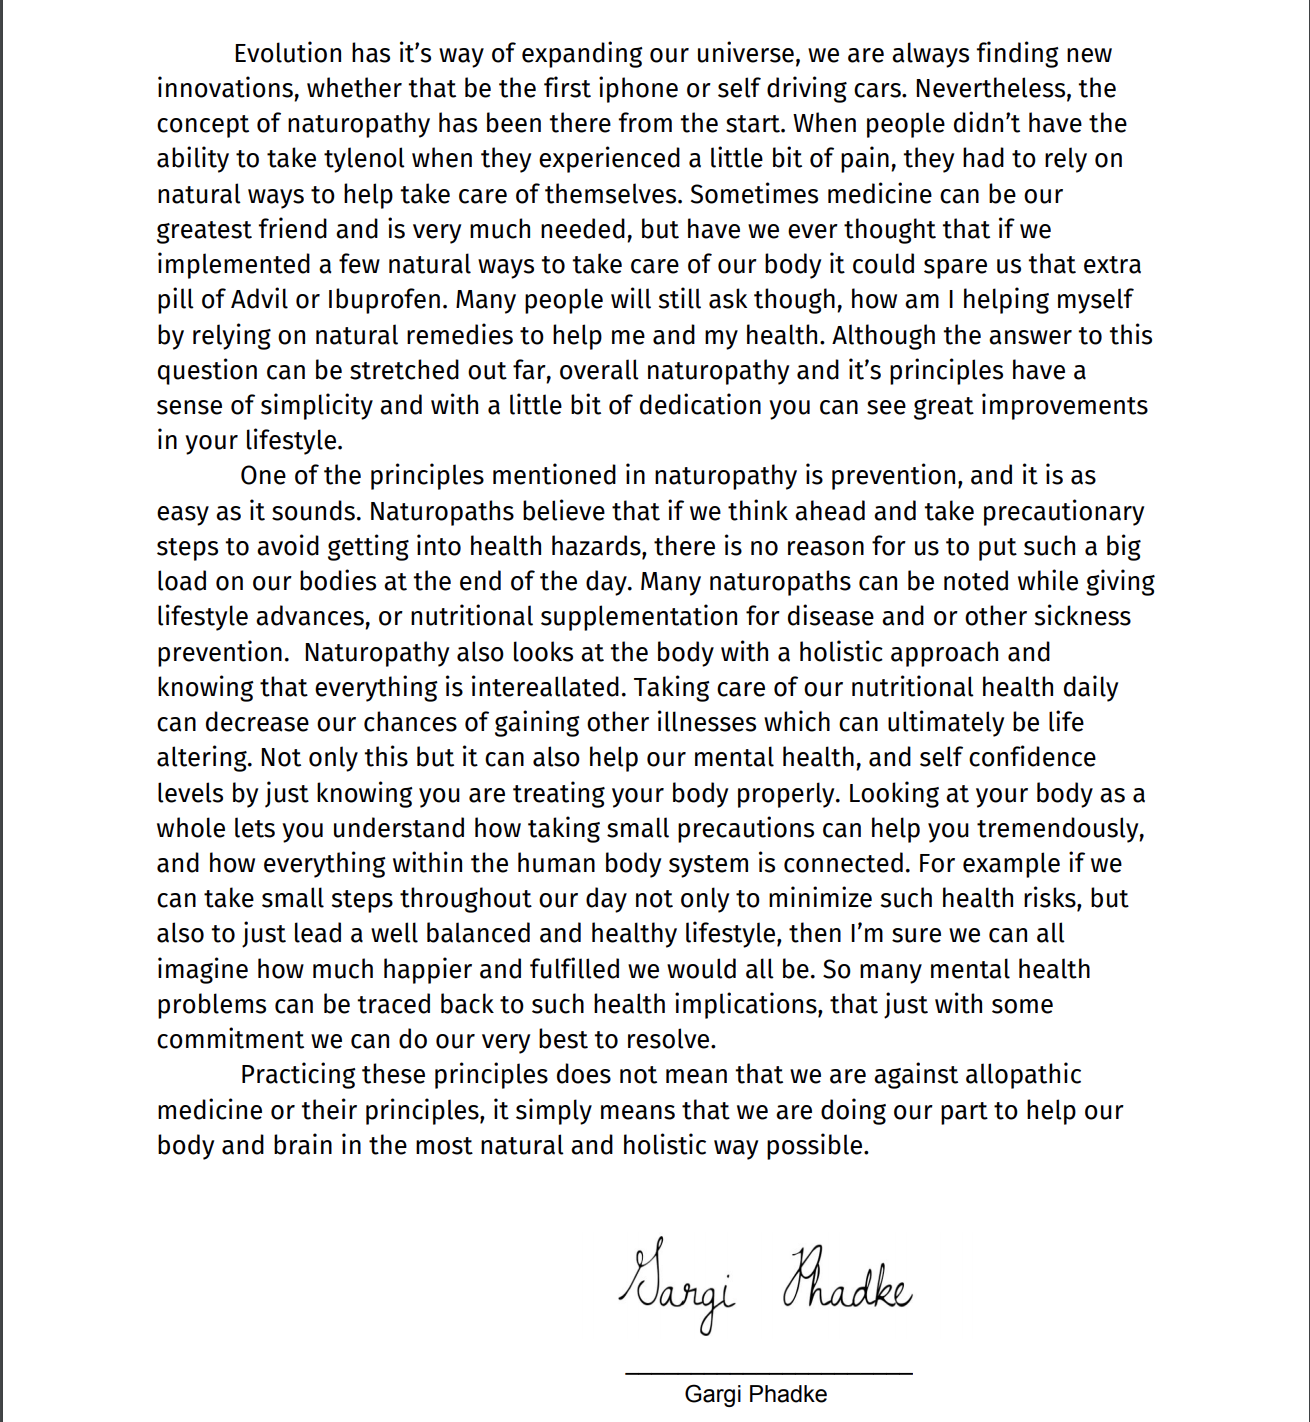 Evolution has it's way of expanding our universe, we are always finding new
innovations, whether that be the first iphone or self driving cars. Nevertheless, the
concept of naturopathy has been there from the start. When people didn't have the
ability to take tylenol when they experienced a little bit of pain, they had to rely on
natural ways to help take care of themselves. Sometimes medicine can be our
greatest friend and is very much needed, but have we ever thought that if we
implemented a few natural ways to take care of our body it could spare us that extra
pill of Advil or Ibuprofen. Many people will still ask though, how am I helping myself
by relying on natural remedies to help me and my health. Although the answer to this
question can be stretched out far, overall naturopathy and it's principles have a
sense of simplicity and with a little bit of dedication you can see great improvements
in your lifestyle.
One of the principles mentioned in naturopathy is prevention, and it is as
easy as it sounds. Naturopaths believe that if we think ahead and take precautionary
steps to avoid getting into health hazards, there is no reason for us to put such a big
load on our bodies at the end of the day. Many naturopaths can be noted while giving
lifestyle advances, or nutritional supplementation for disease and or other sickness
prevention.  Naturopathy also looks at the body with a holistic approach and
knowing that everything is intereallated. Taking care of our nutritional health daily
can decrease our chances of gaining other illnesses which can ultimately be life
altering. Not only this but it can also help our mental health, and self confidence
levels by just knowing you are treating your body properly. Looking at your body as a
whole lets you understand how taking small precautions can help you tremendously,
and how everything within the human body system is connected. For example if we
can take small steps throughout our day not only to minimize such health risks, but
also to just lead a well balanced and healthy lifestyle, then I'm sure we can all
imagine how much happier and fulfilled we would all be. So many mental health
problems can be traced back to such health implications, that just with some
commitment we can do our very best to resolve.
Practicing these principles does not mean that we are against allopathic
medicine or their principles, it simply means that we are doing our part to help our
body and brain in the most natural and holistic way possible.
Gargi Phadke
Gargi Phadke